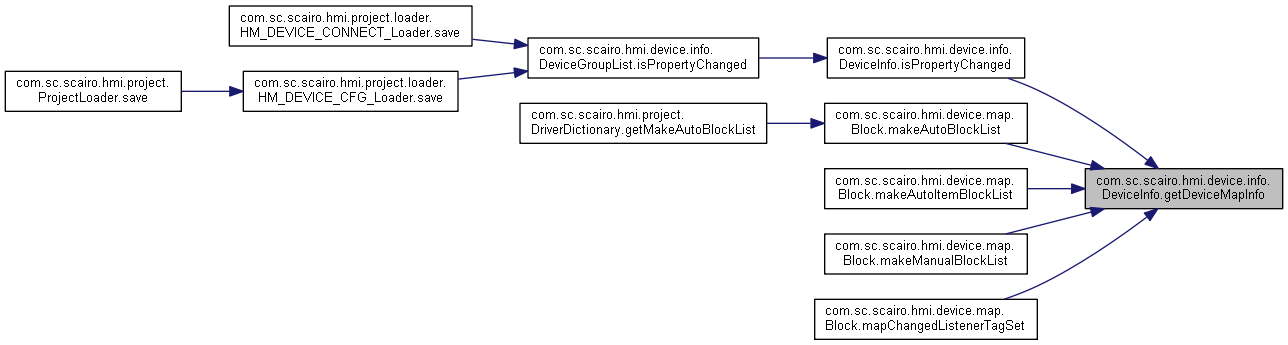 com.sc.scairo.hmi.project.loader.
HM_DEVICE_CONNECT_Loader.save
com.sc.scairo.hmi.project.
ProjectLoader.save
com.sc.scairo.hmi.project.loader.
HM_DEVICE_CFG_Loader.save
com.sc.scairo.hmi.device.info.
DeviceGroupList.isPropertyChanged
com.sc.scairo.hmi.device.info.
DeviceInfo.isPropertyChanged
com.sc.scairo.hmi.project.
DriverDictionary.getMakeAutoBlockList
com.sc.scairo.hmi.device.map.
Block.makeAutoBlockList
com.sc.scairo.hmi.device.map.
Block.makeAutoItemBlockList
com.sc.scairo.hmi.device.info.
DeviceInfo.getDeviceMapInfo
com.sc.scairo.hmi.device.map.
Block.makeManualBlockList
com.sc.scairo.hmi.device.map.
Block.mapChangedListenerTagSet